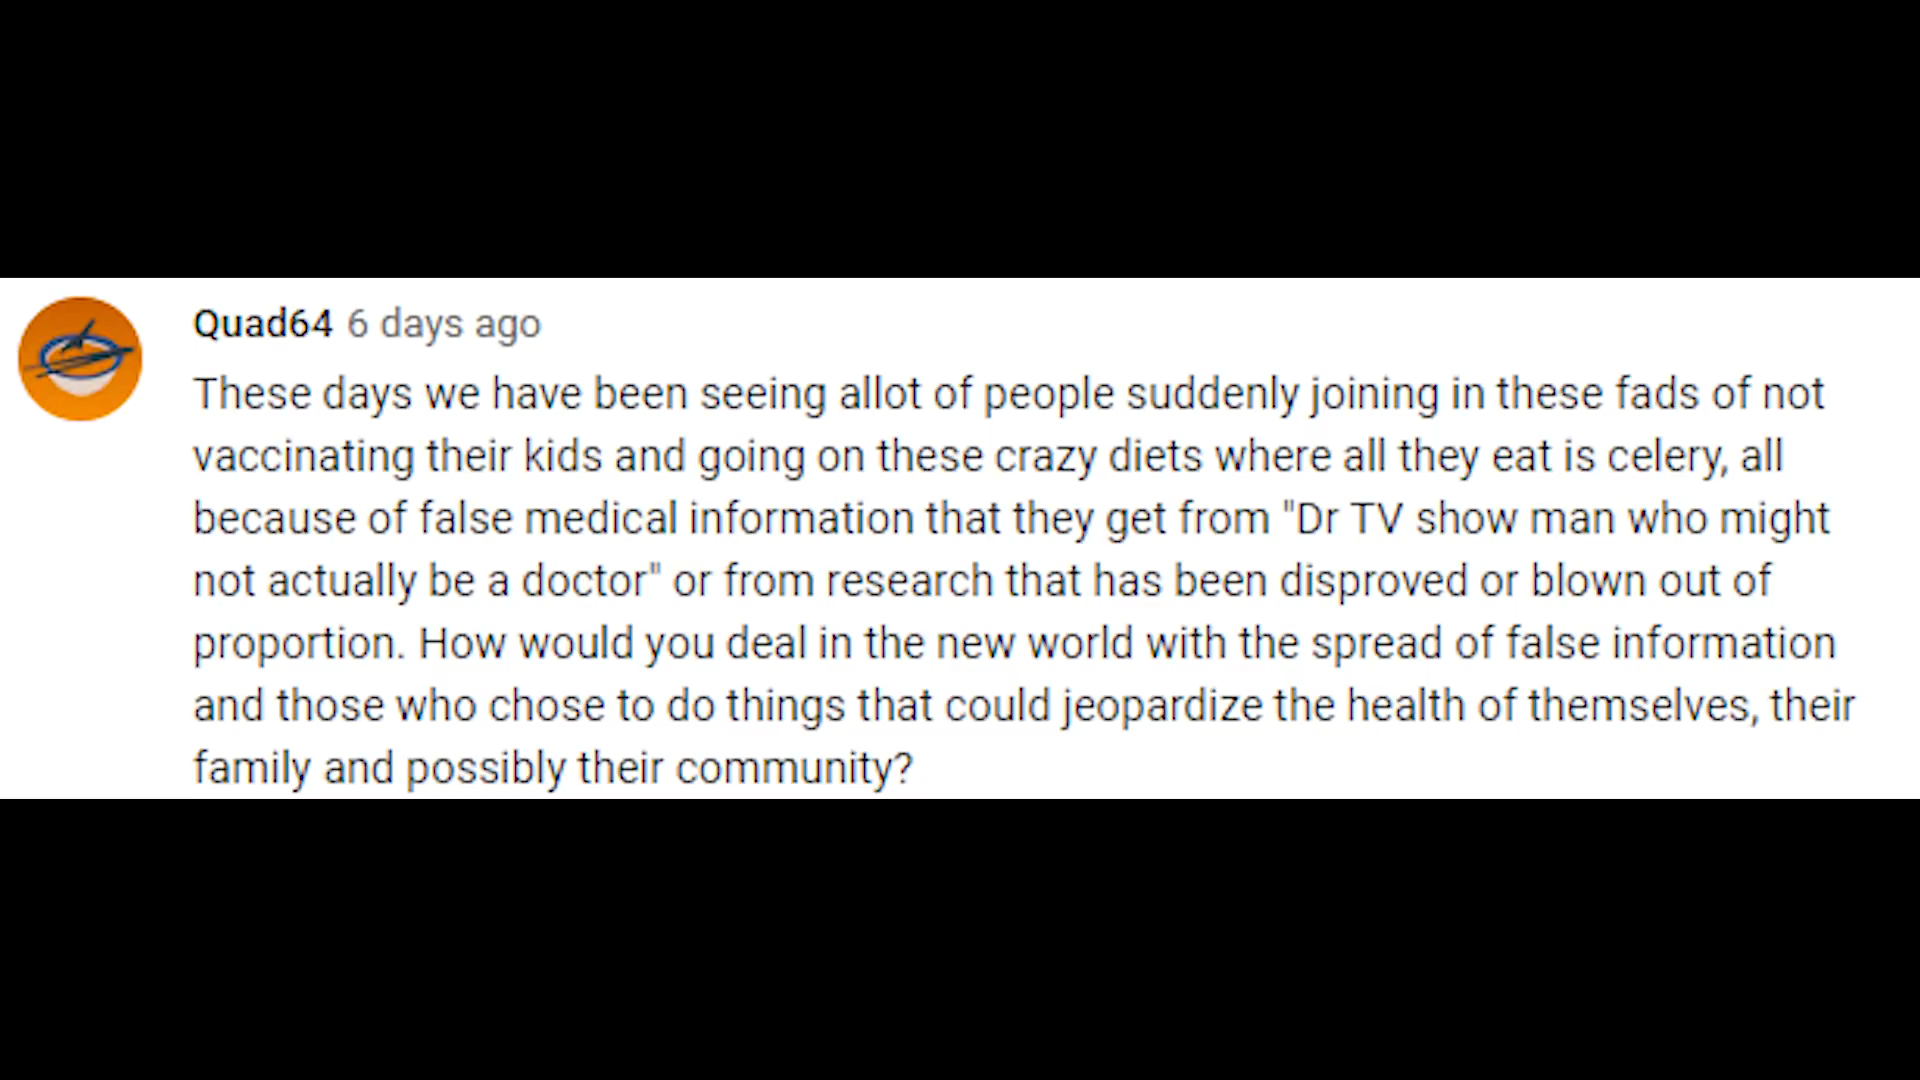 Quad64 6 days ago
These days we have been seeing allot of people suddenly joining in these fads of not
vaccinating their kids and going on these crazy diets where all they eat is celery, all
because of false medical information that they get from "Dr TV show man who might
not actually be a doctor" or from research that has been disproved or blown out of
proportion. How would you deal in the new world with the spread of false information
and those who chose to do things that could jeopardize the health of themselves, their
family and possibly their community?